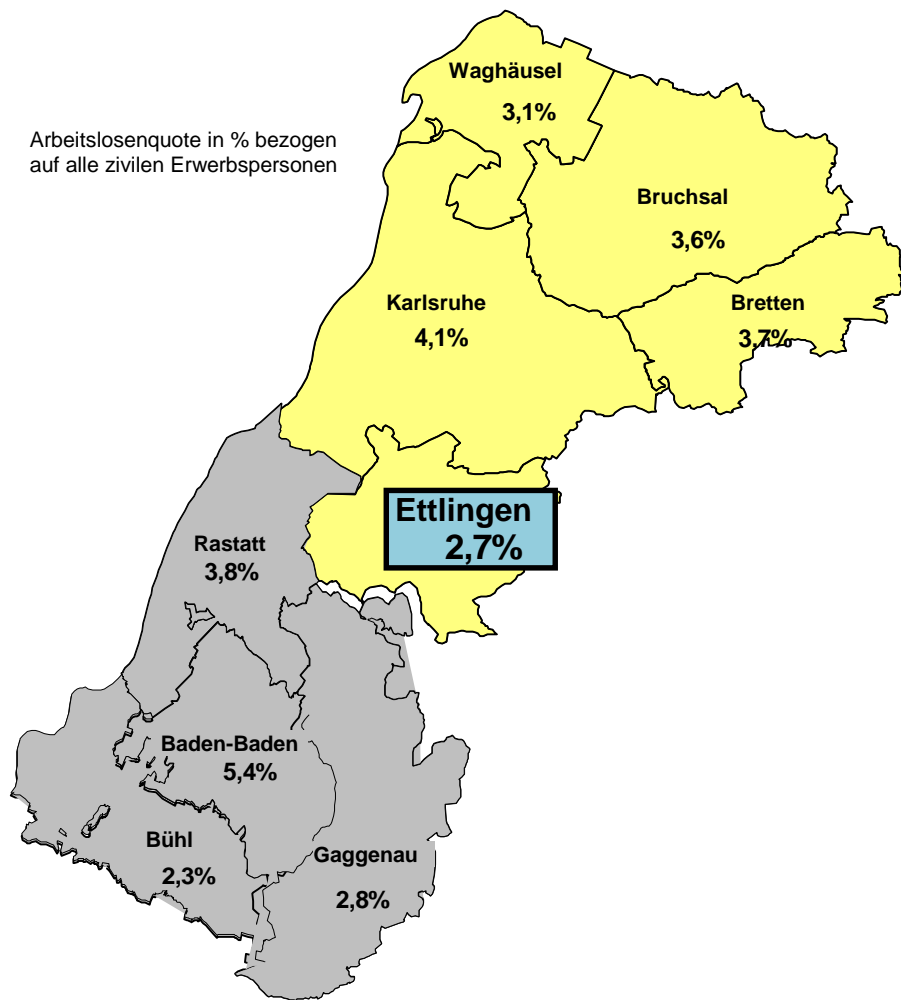 Waghäusel
3,1%
Arbeitslosenquote in % bezogen
auf alle zivilen Erwerbspersonen
Bruchsal
3,6%
Karlsruhe
4,1%
Bretten
3,7%
Ettlingen
2,7%
Rastatt
3,8%
Baden-Baden
5,4%
Bühl
2,3%
Gaggenau
2,8%